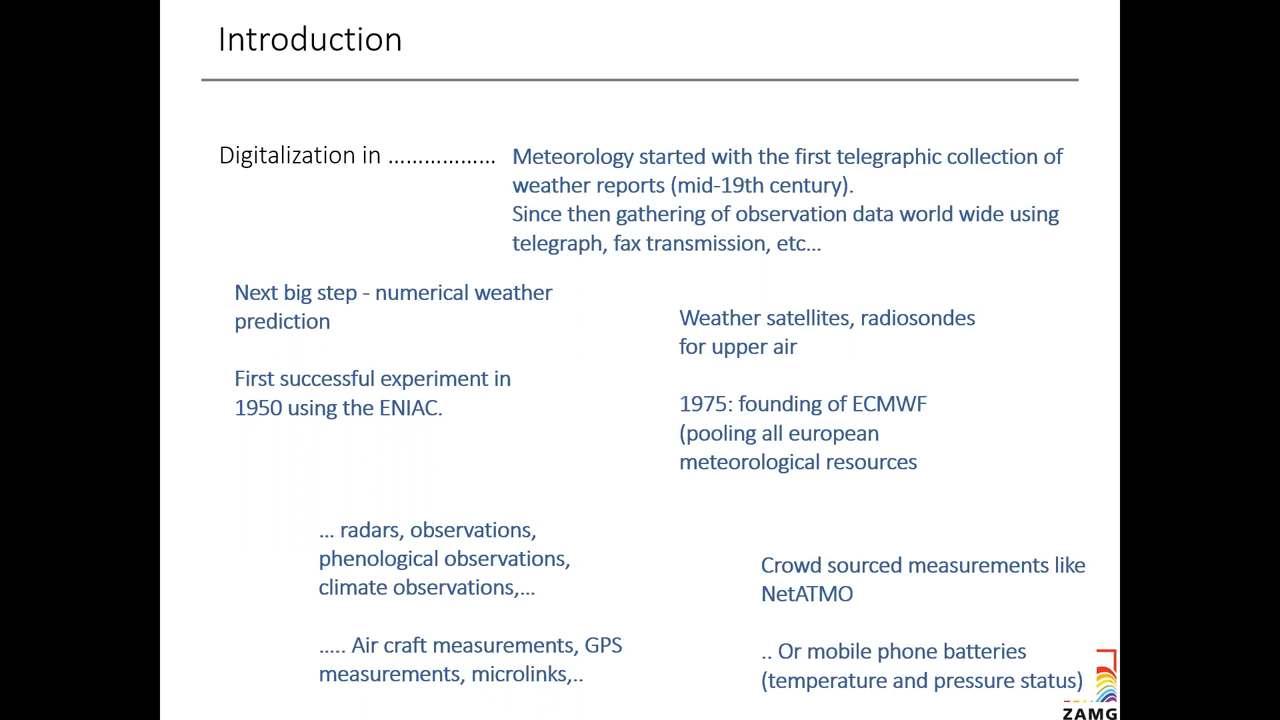 Introduction
Digitalization in ………………
Meteorology started with the first telegraphic collection of
weather reports (mid-19th century).
Since then gathering of observation data world wide using
telegraph, fax transmission, etc…
Next big step - numerical weather
prediction
First successful experiment in
1950 using the ENIAC.
Weather satellites, radiosondes
for upper air
1975: founding of ECMWF
(pooling all european
meteorological resources
… radars, observations,
phenological observations,
climate observations,…
….. Air craft measurements, GPS
measurements, microlinks,..
Crowd sourced measurements like
NetATMO
.. Or mobile phone batteries
(temperature and pressure status)
ZAMG